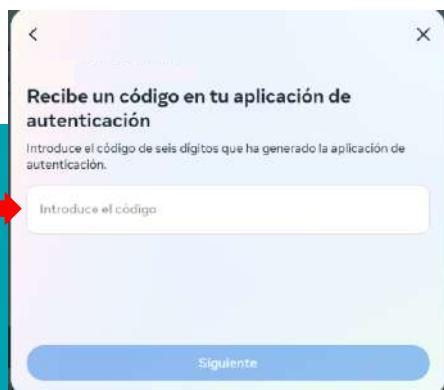 Recibe un código en tu aplicación de
autenticación
Introduce el código de seis dígitos que ha generado la aplicación de
autenticación.
Introduce el código
Siguiente